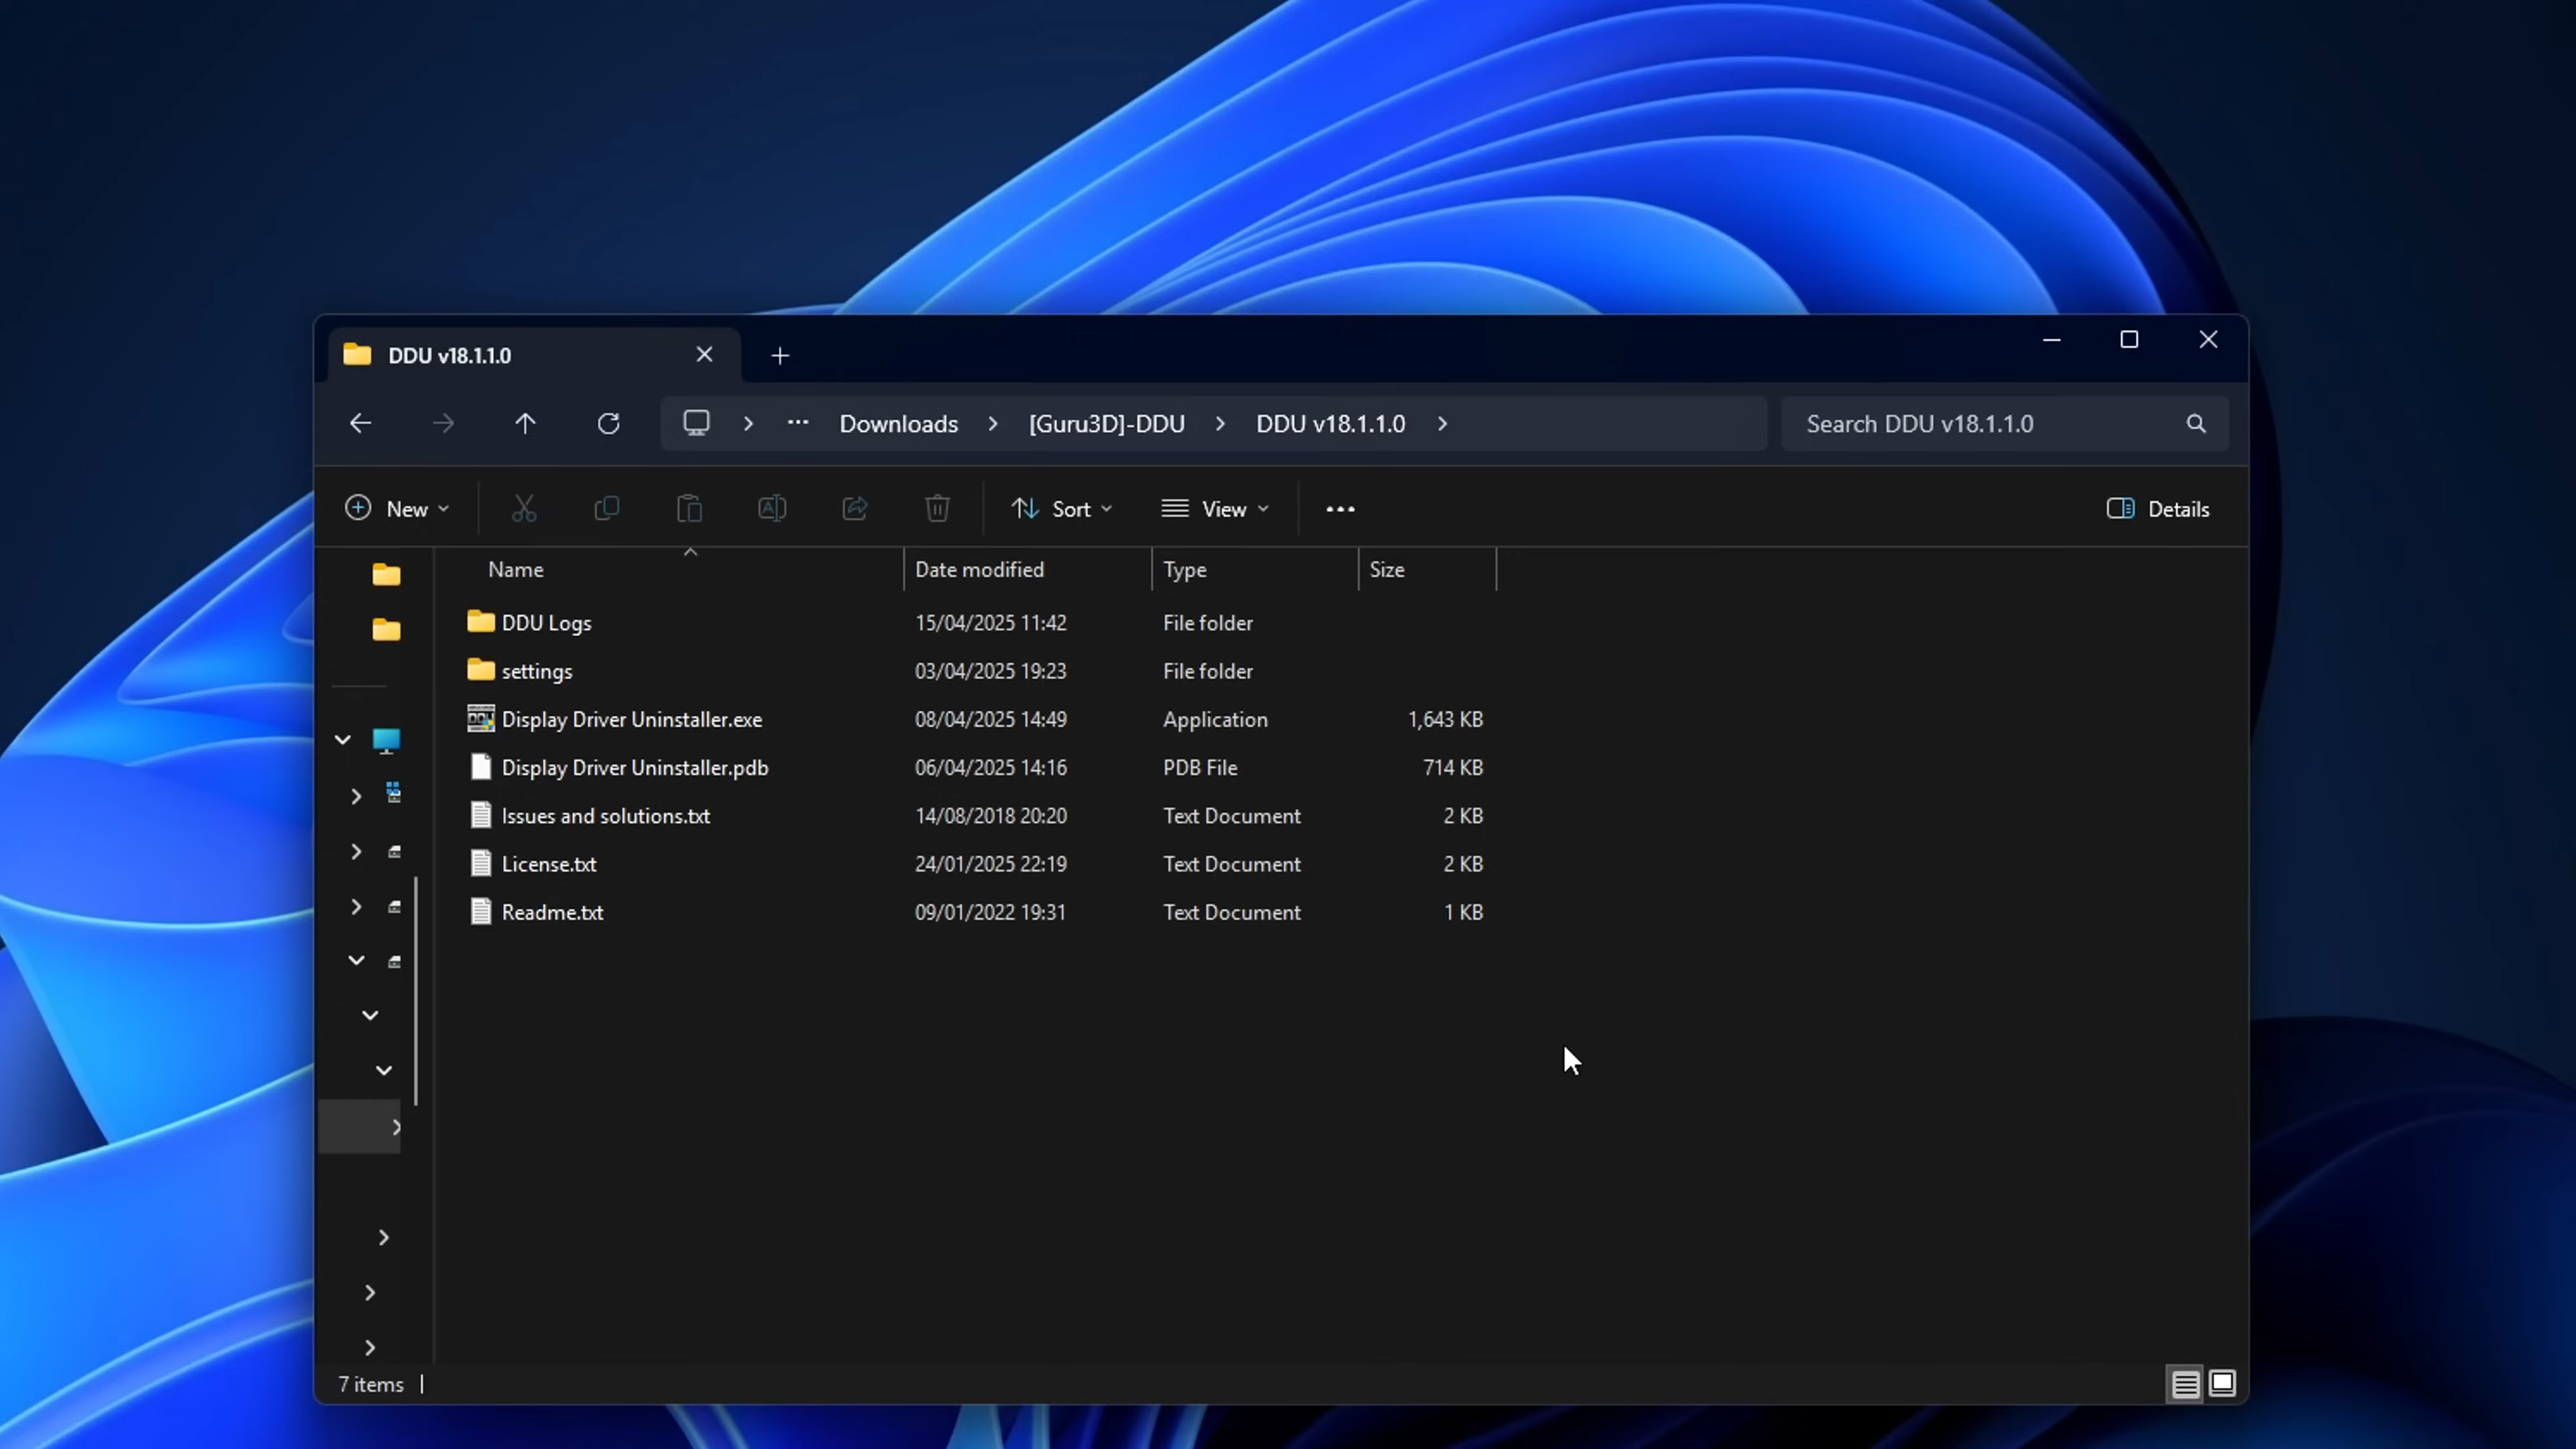 DDU v18.1.1.0
Downloads [Guru3D]-DDU DDU v18.1.1.0 Search DDU v18.1.1.0
New Sort View Details
Name Date modified Type Size
DDU Logs 15/04/2025 11:42 File folder
settings 03/04/2025 19:23 File folder
Display Driver Uninstaller.exe 08/04/2025 14:49 Application 1,643 KB
Display Driver Uninstaller.pdb 06/04/2025 14:16 PDB File 714 KB
Issues and solutions.txt 14/08/2018 20:20 Text Document 2 KB
License.txt 24/01/2025 22:19 Text Document 2 KB
Readme.txt 09/01/2022 19:31 Text Document 1 KB
7 items